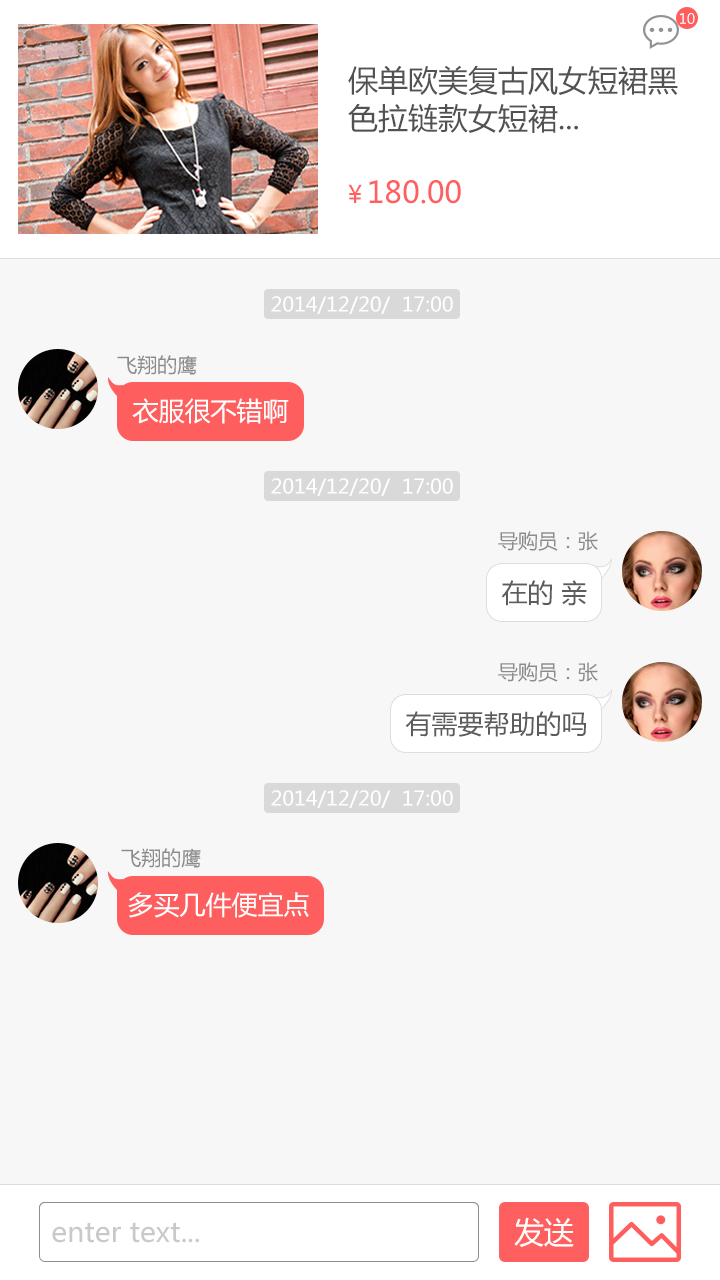 10
保单欧美复古风女短裙黑
色拉链款女短裙...
¥180.00
2014/12/20/ 17:00
飞翔的鹰
衣服很不错啊
2014/12/20/ 17:00
导购员：张
在的 亲
导购员：张
有需要帮助的吗
2014/12/20/ 17:00
飞翔的鹰
多买几件便宜点
enter text...
发送